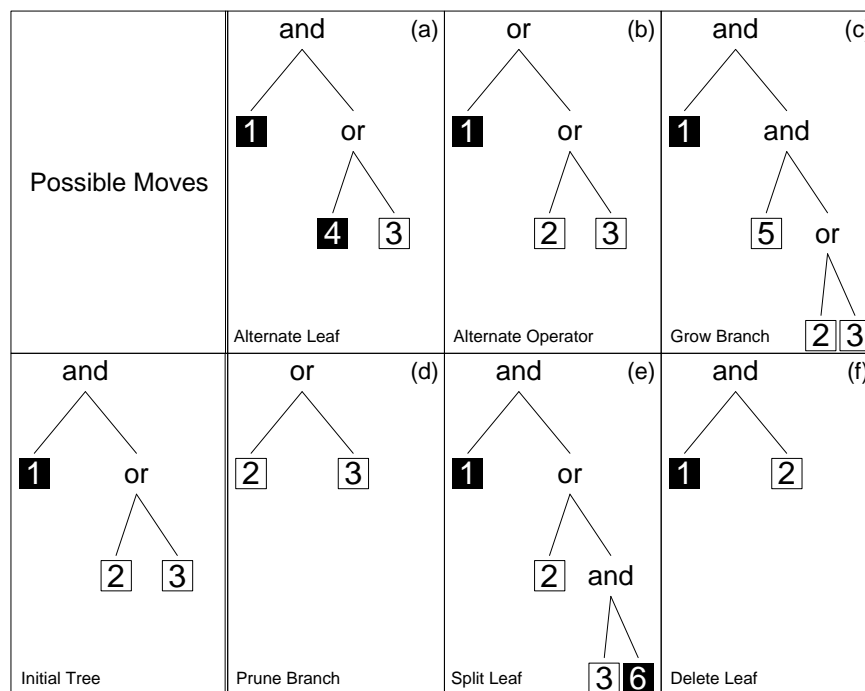 Possible Moves
and (a)
1 or
4 3
Alternate Leaf
or (b)
1 or
2 3
Alternate Operator
and (c)
1 and
5 or
2 3
Grow Branch
and
1 or
2 3
Initial Tree
or (d)
2 3
Prune Branch
and (e)
1 or
2 and
3 6
Split Leaf
and (f)
1 2
Delete Leaf